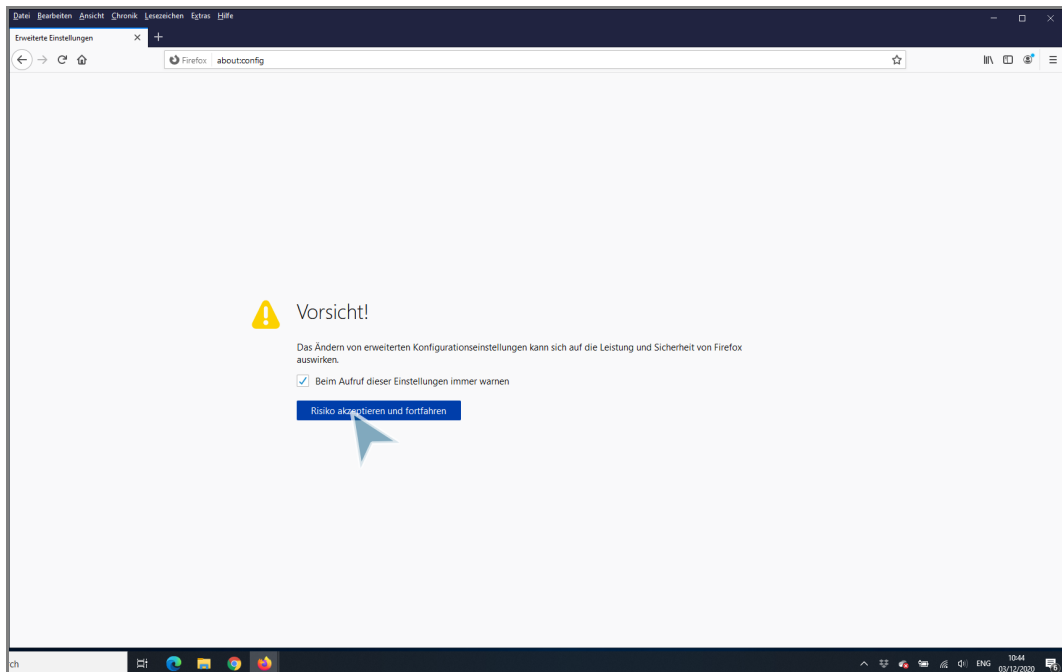 Datei Bearbeiten Ansicht Chronik Lesezeichen Extras Hilfe
Erweiterte Einstellungen
Firefox about:config
Vorsicht!
Das Ändern von erweiterten Konfigurationseinstellungen kann sich auf die Leistung und Sicherheit von Firefox
auswirken.
Beim Aufruf dieser Einstellungen immer warnen
Risiko akzeptieren und fortfahren
ch
ENG
10:44
03/12/2020
6